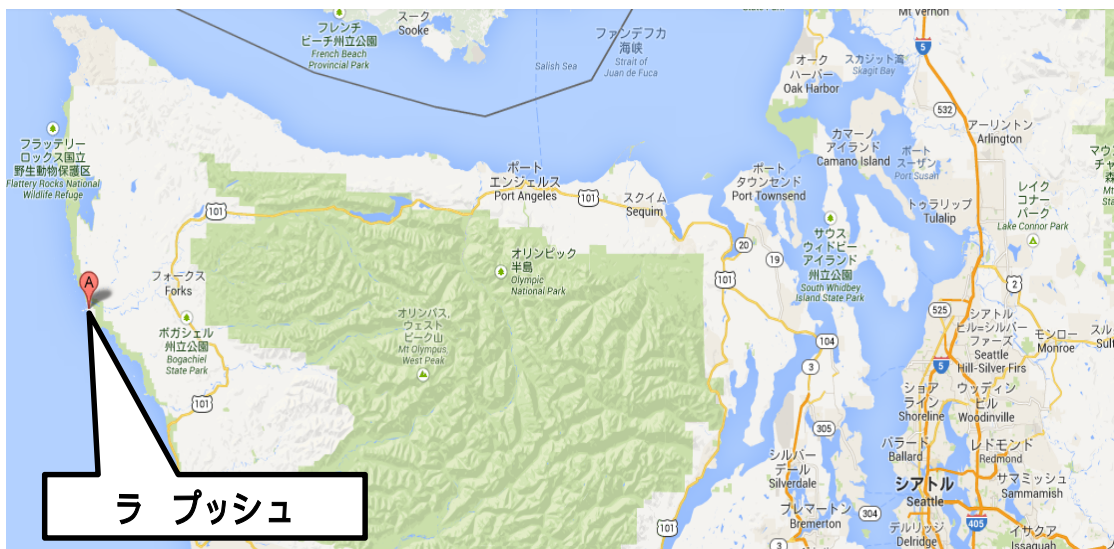 スーク
Sooke
フレンチ
ビーチ州立公園
French Beach
Provincial Park
ファンデフカ
海峡
Strait of
Juan de Fuca
Salish Sea
Mt Vernon
5
オーク
ハーバー
Oak Harbor
スカジット湾
Skagit Bay
532
アーリントン
Arlington
フラッテリー
ロックス国立
野生動物保護区
Flattery Rocks National
Wildlife Refuge
カマーノ
アイランド
Camano Island
ポート
スーザン
Port Susan
ポート
エンジェルス
Port Angeles
101
スクイム
Sequim
ポート
タウンセンド
Port Townsend
レイク
コナー
パーク
Lake Connor Park
トゥラリップ
Tulalip
101
サウス
ウィドビー
アイランド
州立公園
South Whidbey
Island State Park
20
19
101
2
オリンピック
半島
Olympic
National Park
A
フォークス
Forks
ボガシェル
州立公園
Bogachiel
State Park
オリンパス,
ウェスト
ピーク山
Mt Olympus,
West Peak
525
シアトル
ヒル=シルバー
ファーズ
Seattle
Hill-Silver Firs
モンロー
Monroe
104
3
5
101
ショア
ライン
Shoreline
ウッディン
ビル
Woodinville
305
バラード
Ballard
レドモンド
Redmond
シルバー
デール
Silverdale
シアトル
Seattle
サマミッシュ
Sammamish
ラ プッシュ
ブレマートン
Bremerton
304
405
101
3
デルリッジ
Delridge
イサクア
Issaquah